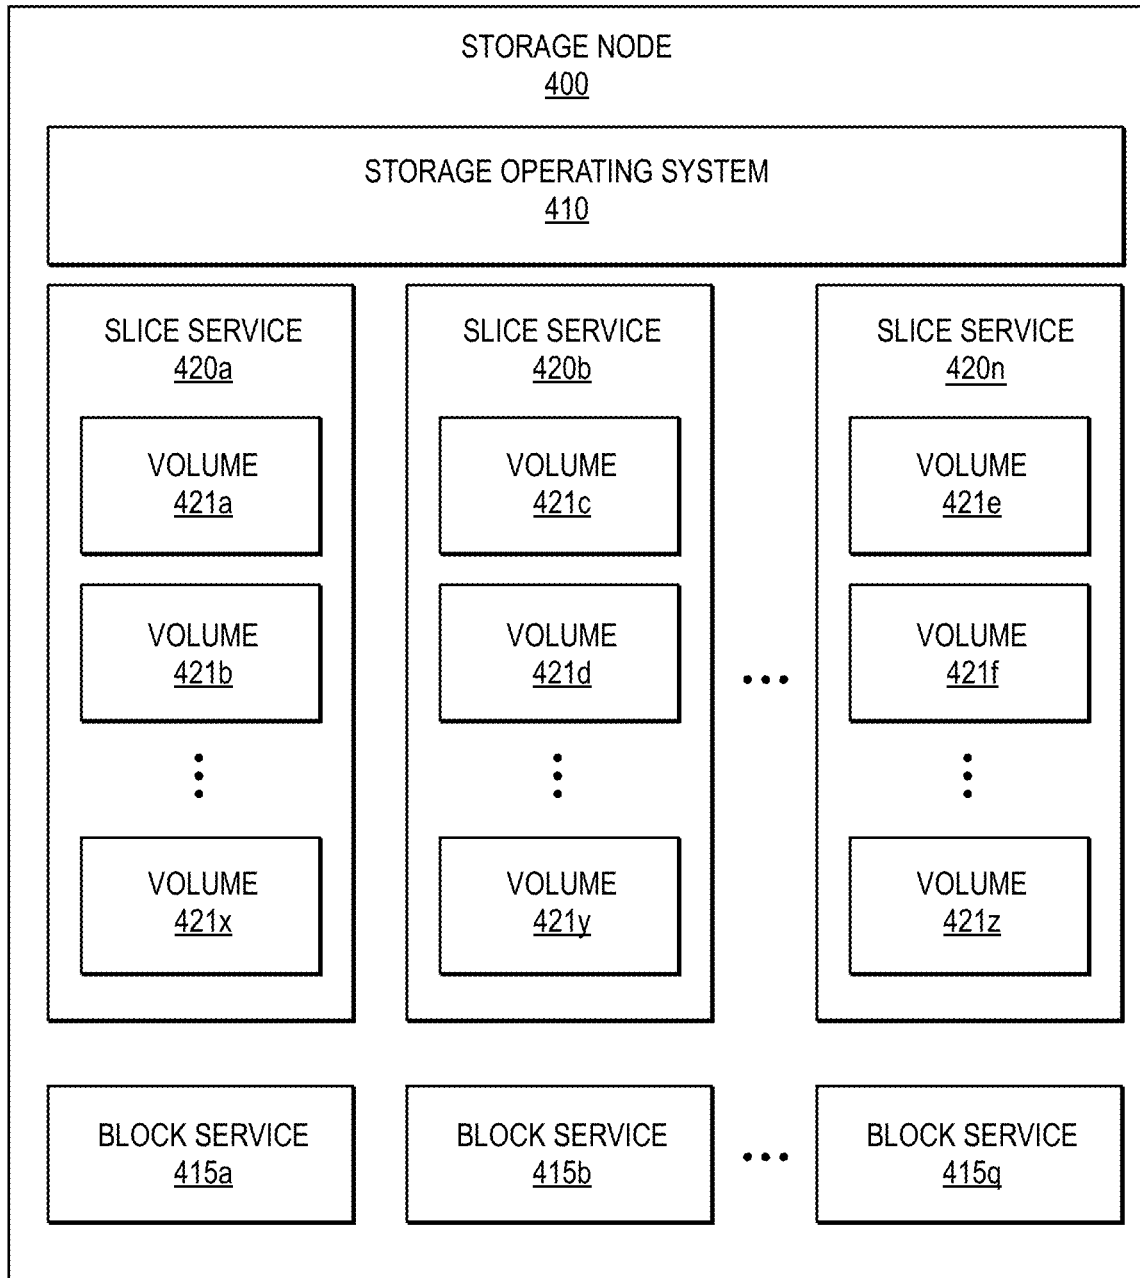 STORAGE NODE
400
STORAGE OPERATING SYSTEM
410
SLICE SERVICE
420a
VOLUME
421a
VOLUME
421b
VOLUME
421x
SLICE SERVICE
420b
VOLUME
421c
VOLUME
421d
VOLUME
421y
SLICE SERVICE
420n
VOLUME
421e
VOLUME
421f
VOLUME
421z
BLOCK SERVICE
415a
BLOCK SERVICE
415b
BLOCK SERVICE
415q